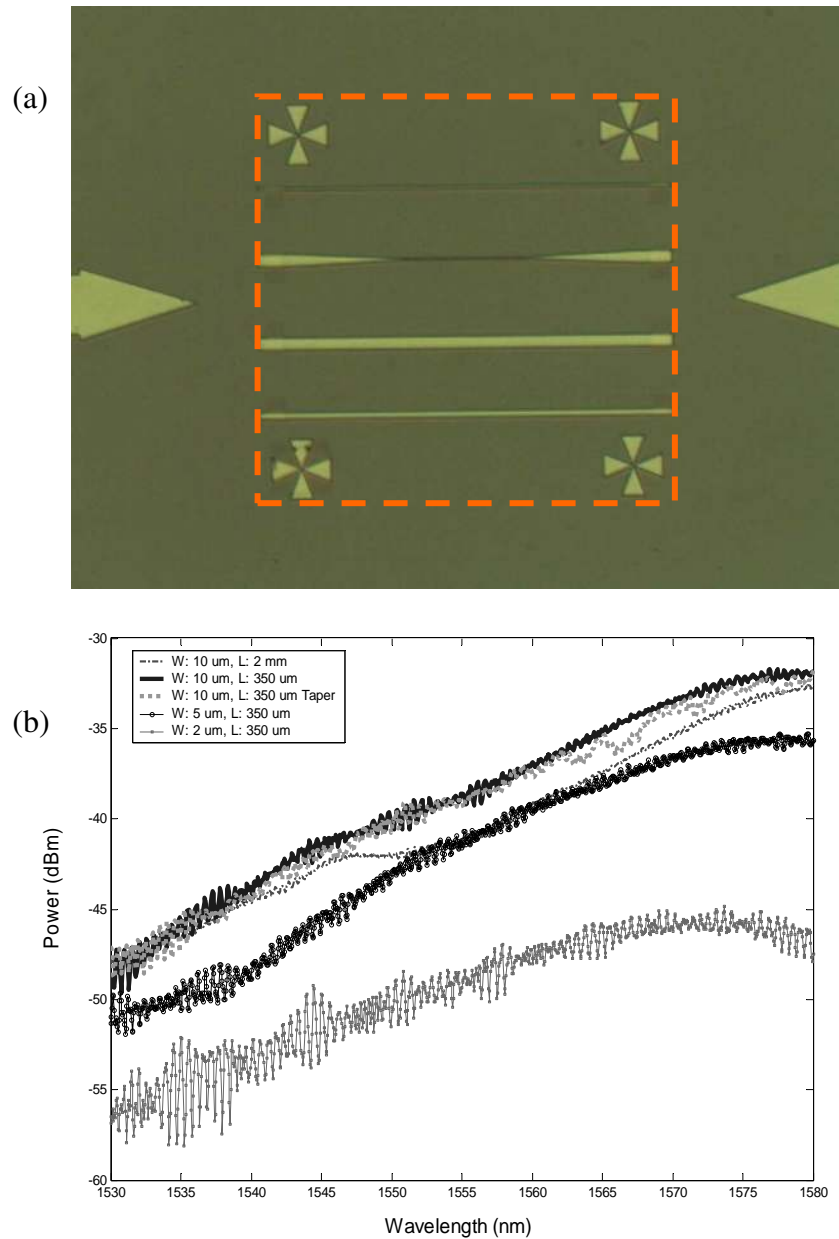 (a)
(b)
-30
-35
-40
-45
-50
-55
-60
Power (dBm)
W: 10 um, L: 2 mm
W: 10 um, L: 350 um
W: 10 um, L: 350 um Taper
W: 5 um, L: 350 um
W: 2 um, L: 350 um
1530 1535 1540 1545 1550 1555 1560 1565 1570 1575 1580
Wavelength (nm)